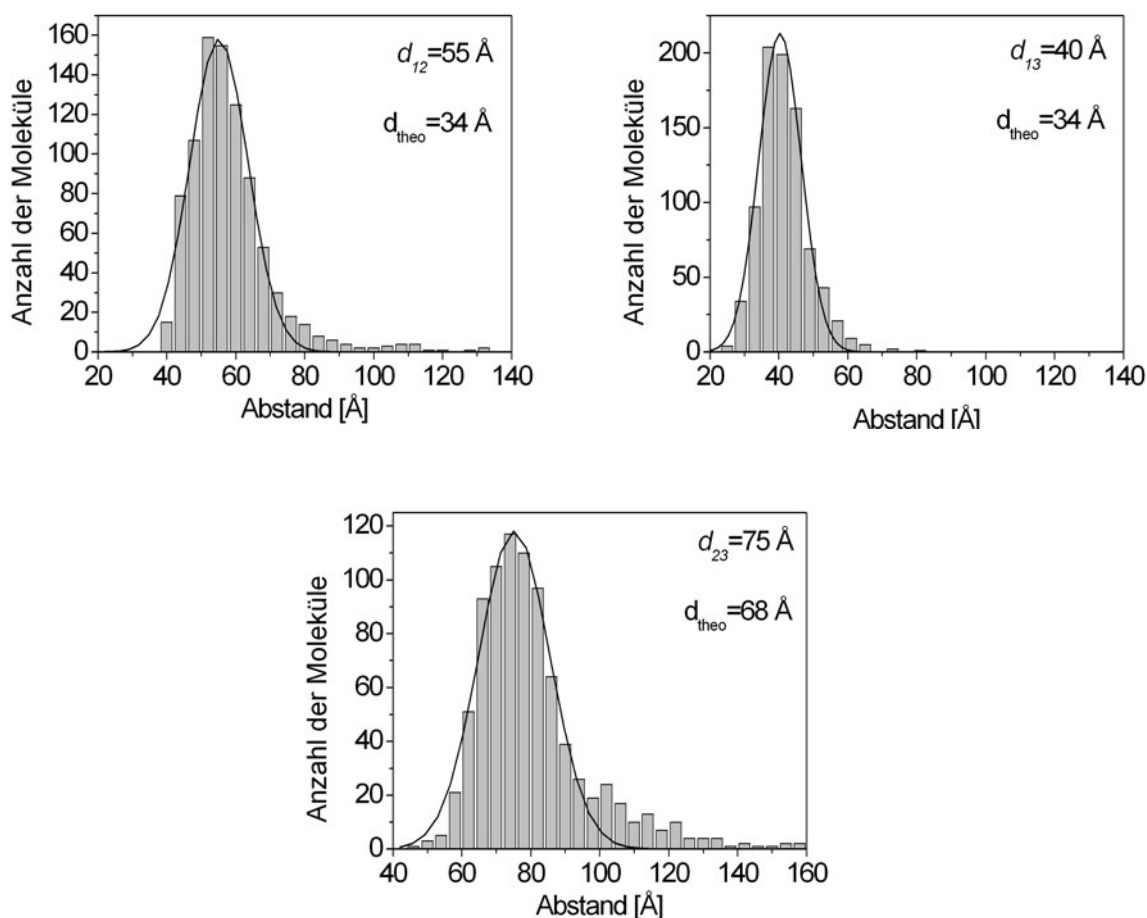 160
140
120
100
80
60
40
20
0
Anzahl der Moleküle
d12=55 Å
dtheo=34 Å
20 40 60 80 100 120 140
Abstand [Å]
200
150
100
50
0
Anzahl der Moleküle
d13=40 Å
dtheo=34 Å
20 40 60 80 100 120 140
Abstand [Å]
120
100
80
60
40
20
0
Anzahl der Moleküle
d23=75 Å
dtheo=68 Å
40 60 80 100 120 140 160
Abstand [Å]